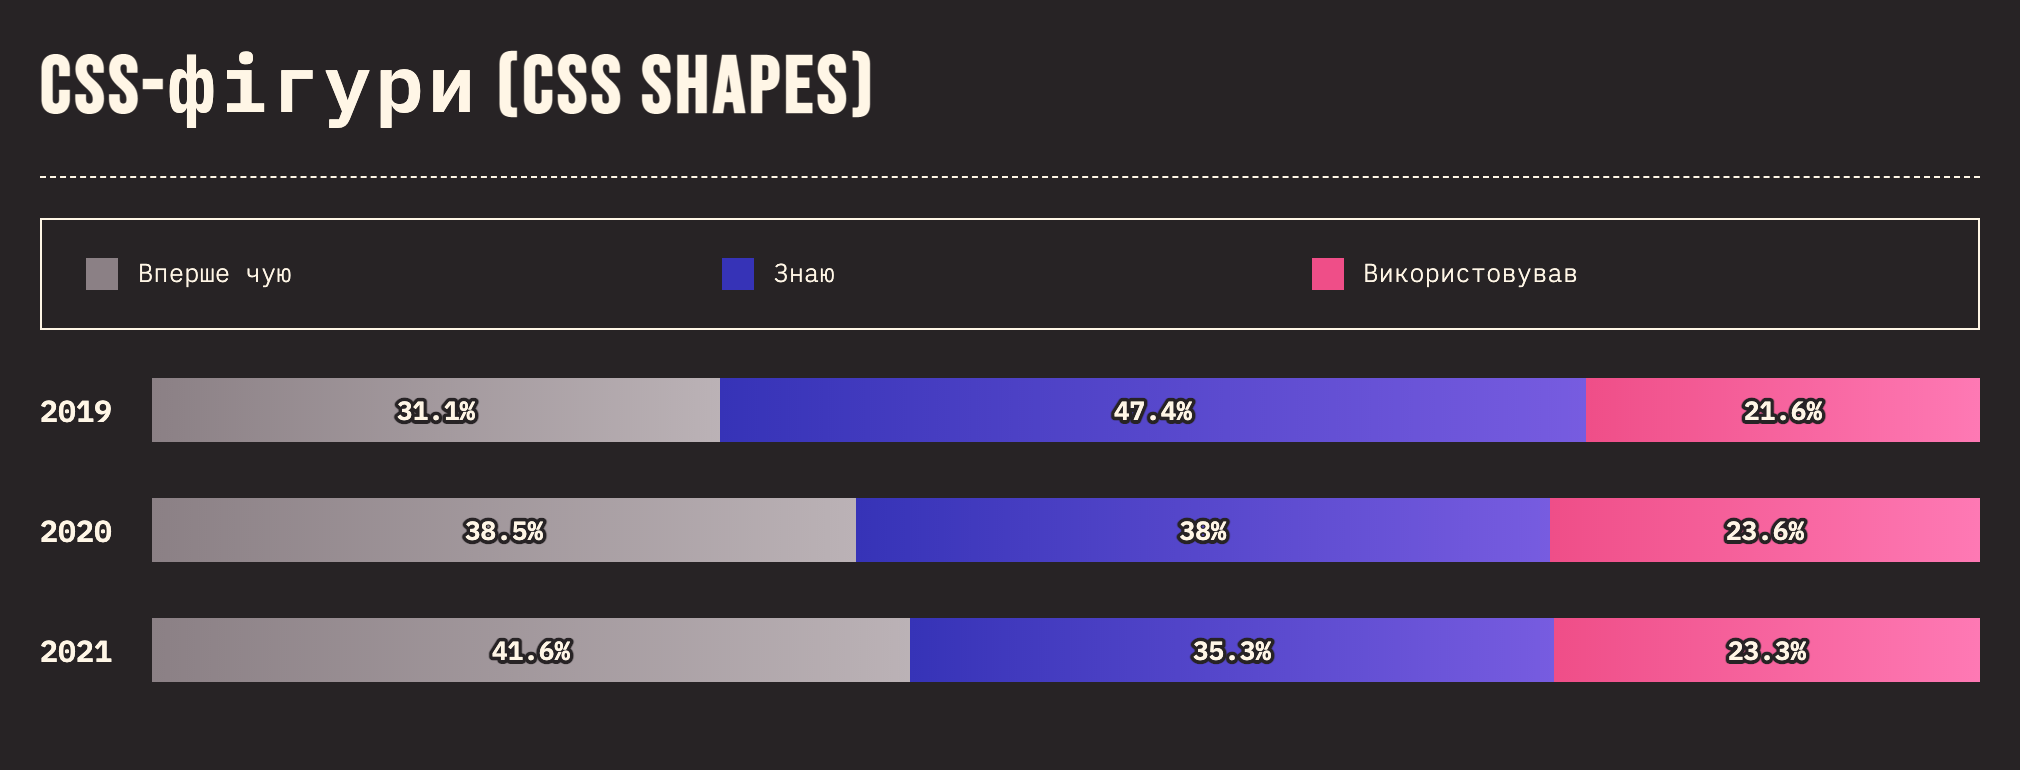 CSS-фігури (CSS SHAPES)
Вперше чую Знаю Використовував
2019 31.1% 47.4% 21.6%
2020 38.5% 38% 23.6%
2021 41.6% 35.3% 23.3%